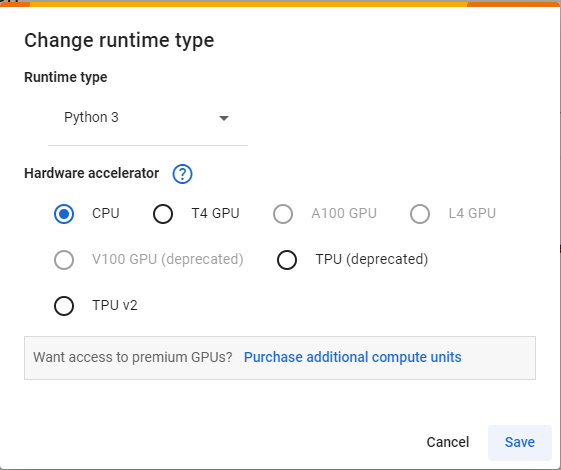 Change runtime type
Runtime type
Python 3
Hardware accelerator ?
CPU T4 GPU A100 GPU L4 GPU
V100 GPU (deprecated) TPU (deprecated)
TPU v2
Want access to premium GPUs? Purchase additional compute units
Cancel Save